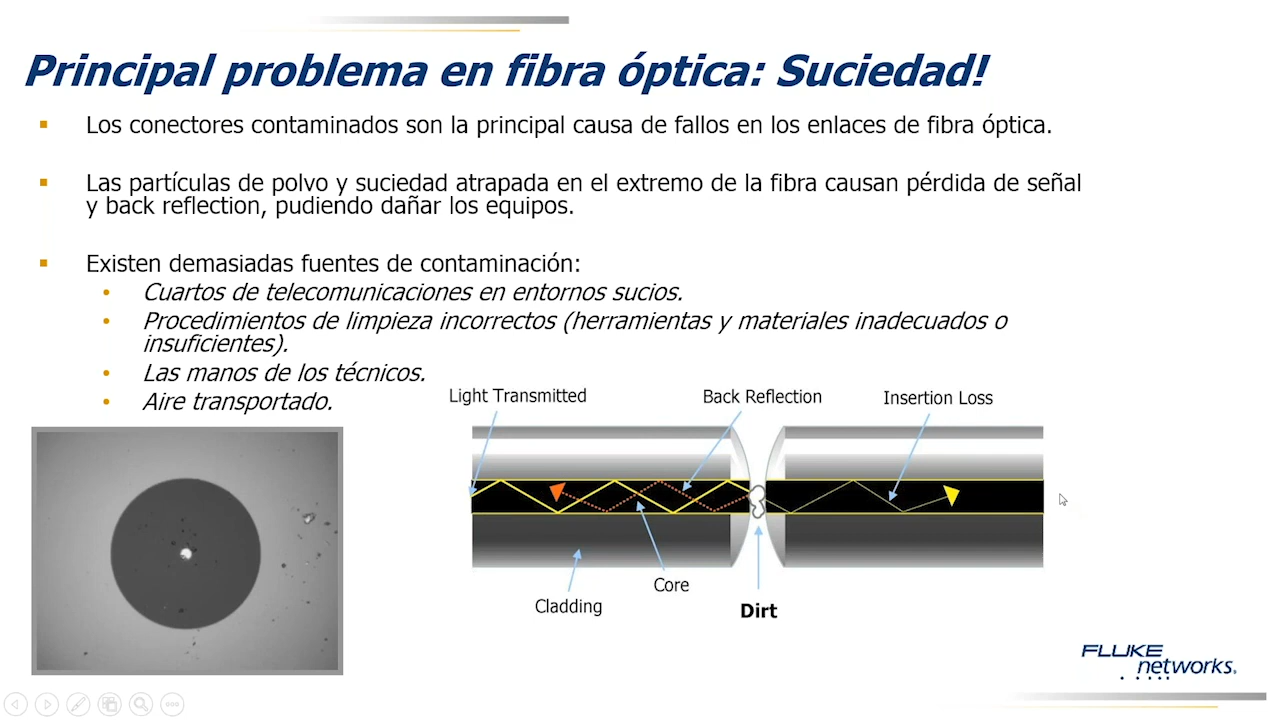 Principal problema en fibra óptica: Suciedad!
Los conectores contaminados son la principal causa de fallos en los enlaces de fibra óptica.
Las partículas de polvo y suciedad atrapada en el extremo de la fibra causan pérdida de señal
y back reflection, pudiendo dañar los equipos.
Existen demasiadas fuentes de contaminación:
Cuartos de telecomunicaciones en entornos sucios.
Procedimientos de limpieza incorrectos (herramientas y materiales inadecuados o
insuficientes).
Las manos de los técnicos.
Aire transportado.
Light Transmitted
Back Reflection
Insertion Loss
Core
Cladding
Dirt
FLUKE
networks.